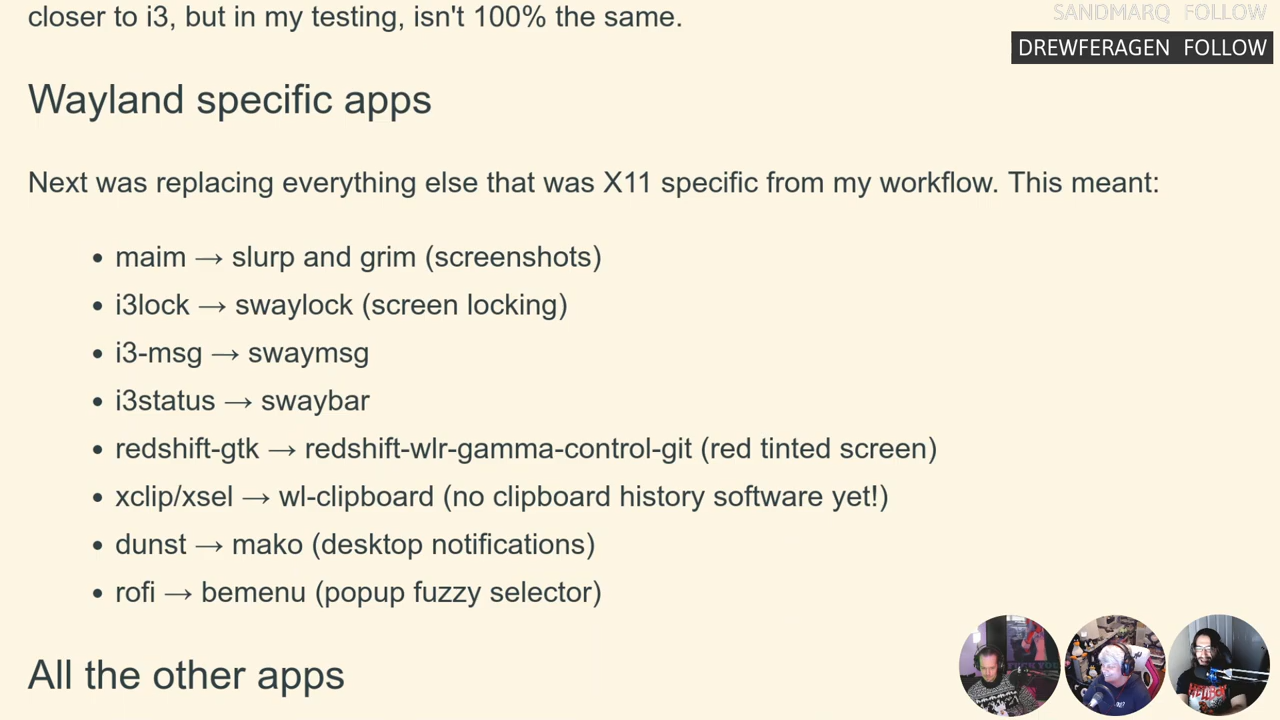 closer to i3, but in my testing, isn't 100% the same.
SANDMARQ FOLLOW
DREWFERAGEN FOLLOW
Wayland specific apps
Next was replacing everything else that was X11 specific from my workflow. This meant:
• maim → slurp and grim (screenshots)
• i3lock → swaylock (screen locking)
• i3-msg → swaymsg
• i3status → swaybar
• redshift-gtk → redshift-wlr-gamma-control-git (red tinted screen)
• xclip/xsel → wl-clipboard (no clipboard history software yet!)
• dunst → mako (desktop notifications)
• rofi → bemenu (popup fuzzy selector)
All the other apps